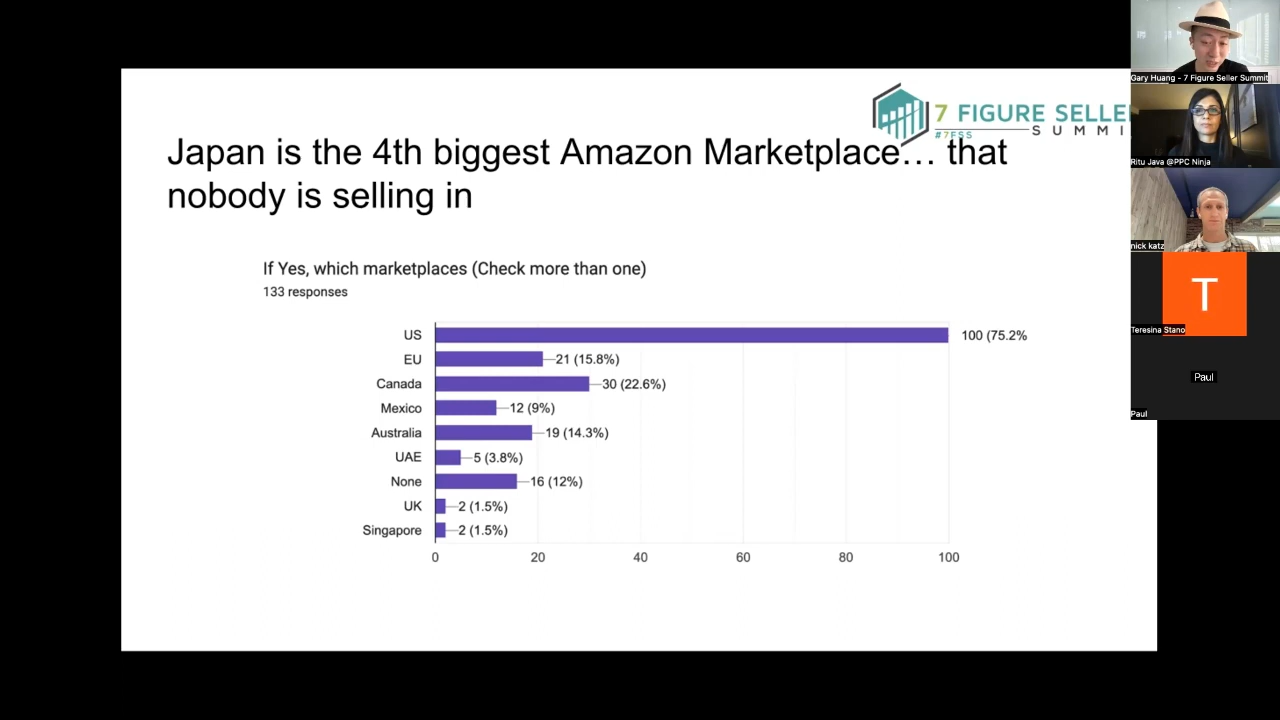 7 FIGURE SELLE
#7FSS
SUMMI
Japan is the 4th biggest Amazon Marketplace… that
nobody is selling in
If Yes, which marketplaces (Check more than one)
133 responses
US 100 (75.2%
EU 21 (15.8%)
Canada 30 (22.6%)
Mexico 12 (9%)
Australia 19 (14.3%)
UAE 5 (3.8%)
None 16 (12%)
UK 2 (1.5%)
Singapore 2 (1.5%)
0 20 40 60 80 100
Gary Huang - 7 Figure Seller Summit
Ritu Java @PPC Ninja
nick katz
T
Teresina Stano
Paul
Paul